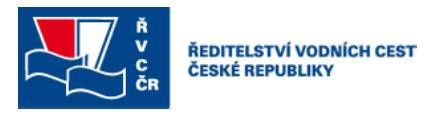 Ř
V
C
ČR
ŘEDITELSTVÍ VODNÍCH CEST
ČESKÉ REPUBLIKY